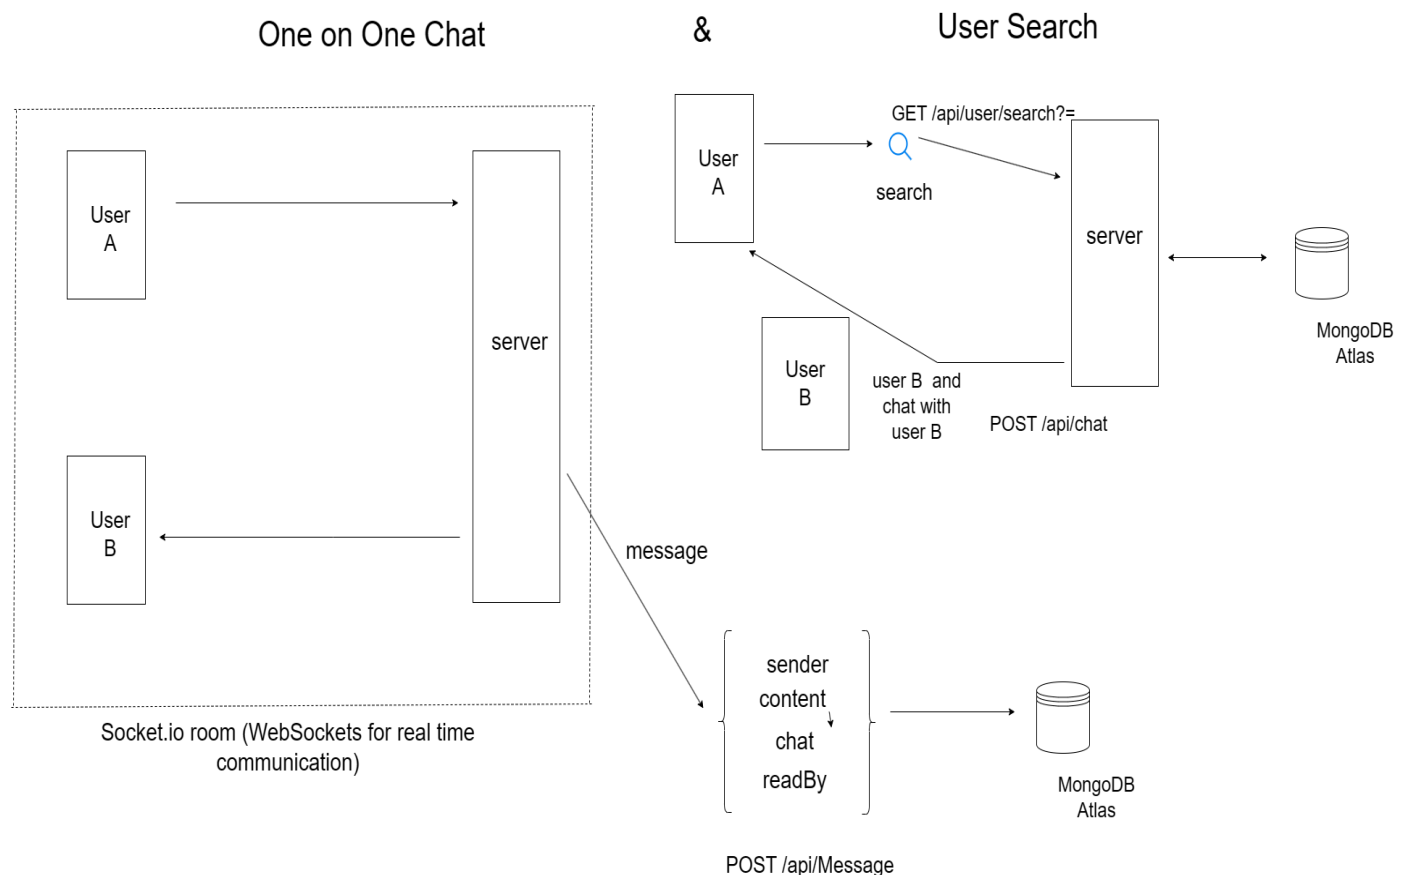 One on One Chat
&
User Search
User
A
server
User
B
Socket.io room (WebSockets for real time
communication)
User
A
GET /api/user/search?=
search
server
MongoDB
Atlas
User
B
user B and
chat with
user B
POST /api/chat
message
sender
content
chat
readBy
MongoDB
Atlas
POST /api/Message